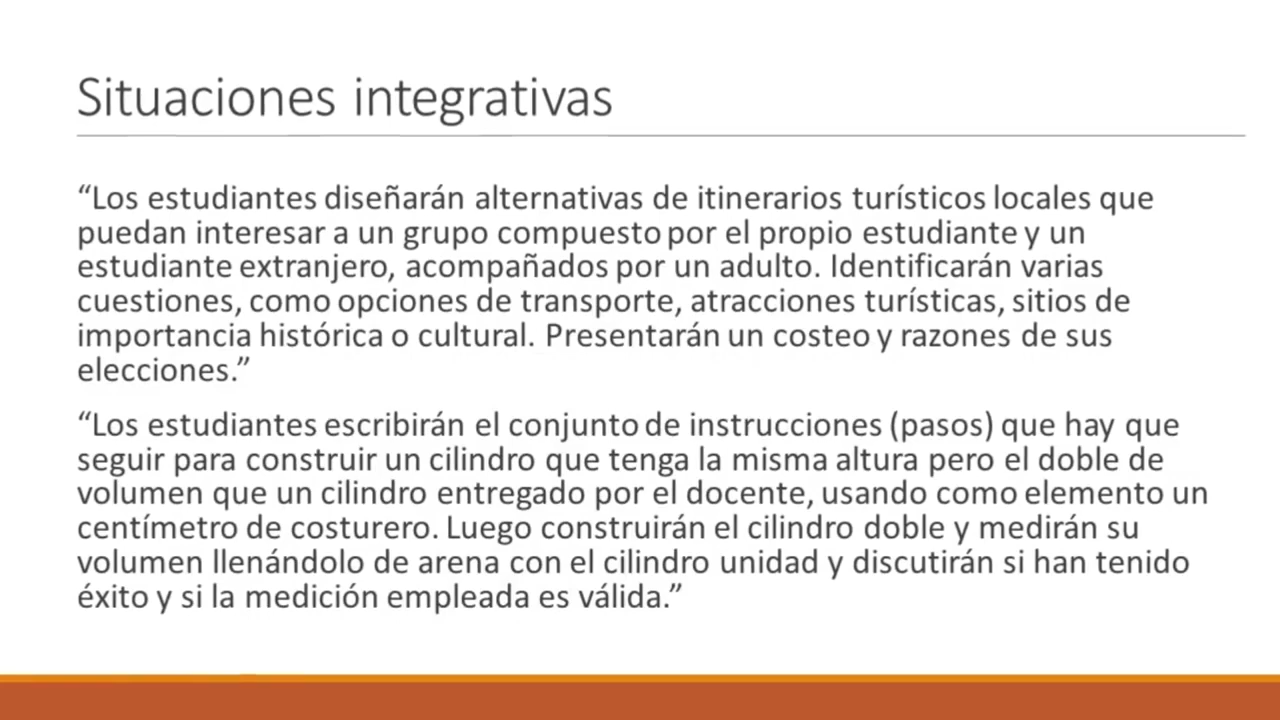 Situaciones integrativas
“Los estudiantes diseñarán alternativas de itinerarios turísticos locales que
puedan interesar a un grupo compuesto por el propio estudiante y un
estudiante extranjero, acompañados por un adulto. Identificarán varias
cuestiones, como opciones de transporte, atracciones turísticas, sitios de
importancia histórica o cultural. Presentarán un costeo y razones de sus
elecciones.”
“Los estudiantes escribirán el conjunto de instrucciones (pasos) que hay que
seguir para construir un cilindro que tenga la misma altura pero el doble de
volumen que un cilindro entregado por el docente, usando como elemento un
centímetro de costurero. Luego construirán el cilindro doble y medirán su
volumen llenándolo de arena con el cilindro unidad y discutirán si han tenido
éxito y si la medición empleada es válida.”